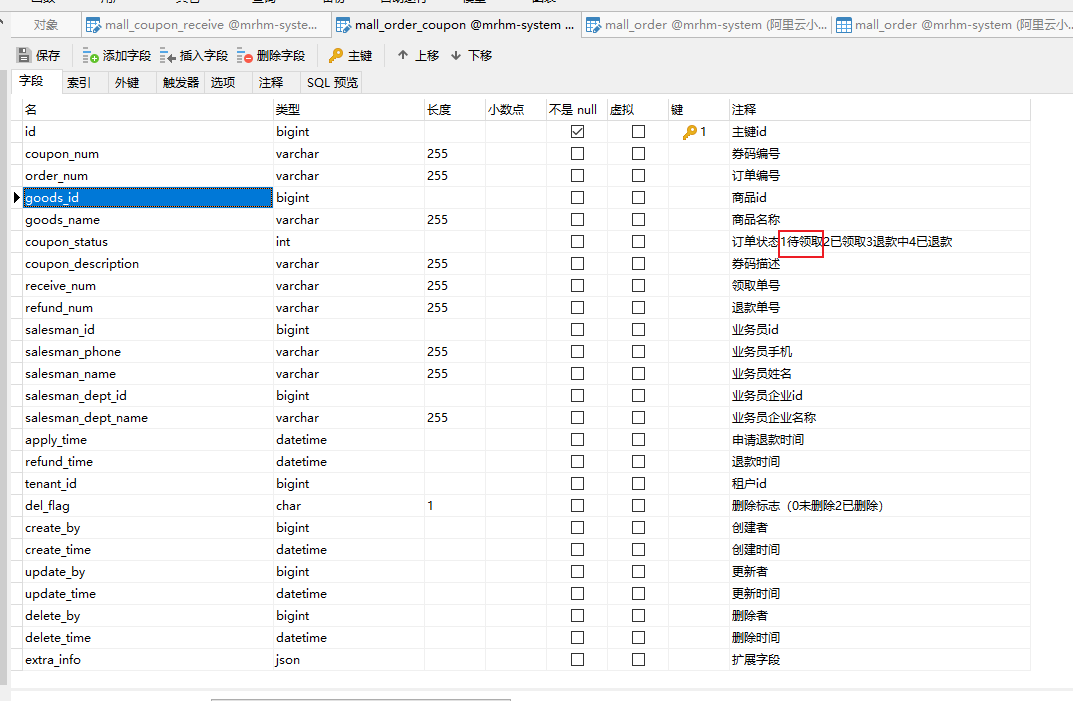 对象 mall_coupon_receive @mrhm-syste... mall_order_coupon @mrhm-system ... mall_order @mrhm-system (阿里云小... mall_order @mrhm-system (阿里云小...
保存 添加字段 插入字段 删除字段 主键 上移 下移
字段 索引 外键 触发器 选项 注释 SQL 预览
名 类型 长度 小数点 不是 null 虚拟 键 注释
id bigint 1 主键id
coupon_num varchar 255 券码编号
order_num varchar 255 订单编号
goods_id bigint 商品id
goods_name varchar 255 商品名称
coupon_status int 订单状态1待领取2已领取3退款中4已退款
coupon_description varchar 255 券码描述
receive_num varchar 255 领取单号
refund_num varchar 255 退款单号
salesman_id bigint 业务员id
salesman_phone varchar 255 业务员手机
salesman_name varchar 255 业务员姓名
salesman_dept_id bigint 业务员企业id
salesman_dept_name varchar 255 业务员企业名称
apply_time datetime 申请退款时间
refund_time datetime 退款时间
tenant_id bigint 租户id
del_flag char 1 删除标志（0未删除2已删除）
create_by bigint 创建者
create_time datetime 创建时间
update_by bigint 更新者
update_time datetime 更新时间
delete_by bigint 删除者
delete_time datetime 删除时间
extra_info json 扩展字段